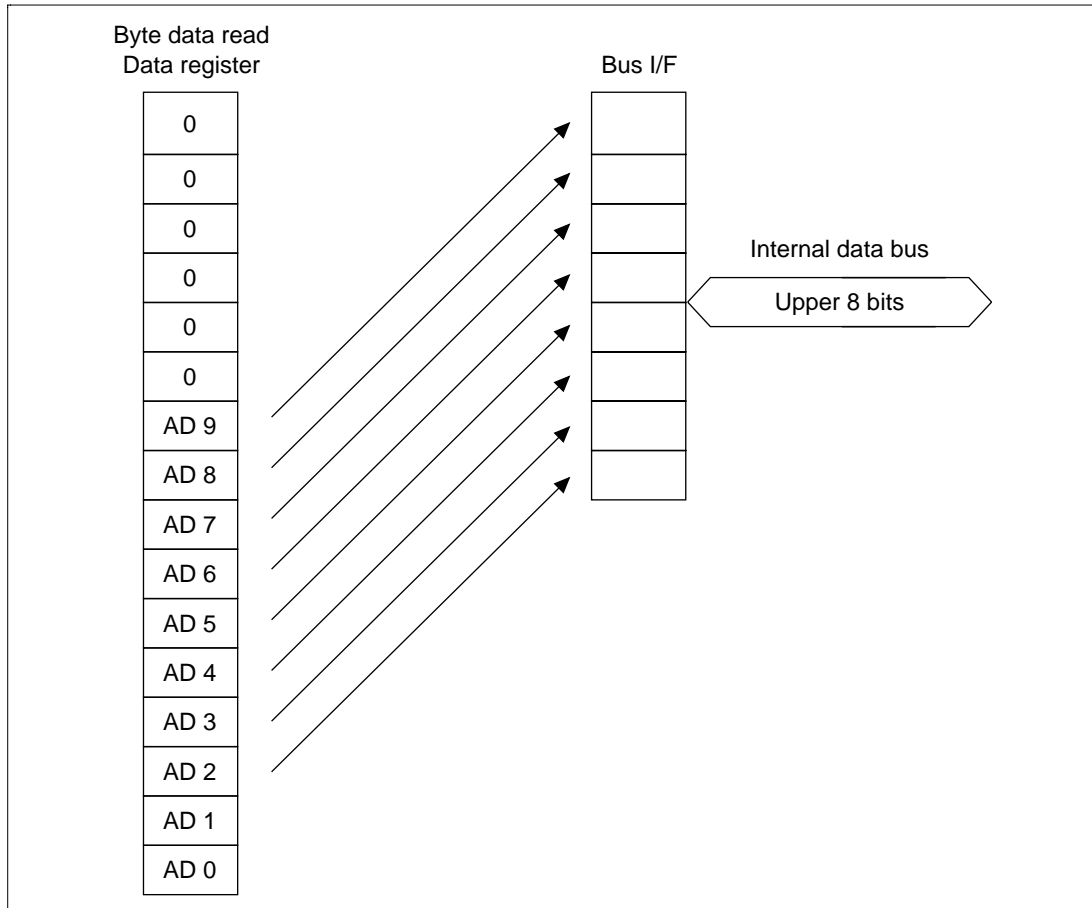 Byte data read
Data register
Bus I/F
0
0
0
0
0
0
AD 9
AD 8
AD 7
AD 6
AD 5
AD 4
AD 3
AD 2
AD 1
AD 0
Internal data bus
Upper 8 bits